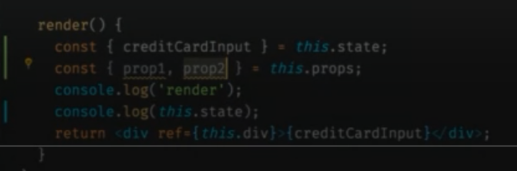 render() {
const { creditCardInput } = this.state;
const { prop1, prop2 } = this.props;
console.log('render');
console.log(this.state);
return <div ref={this.div}>{creditCardInput}</div>;
}